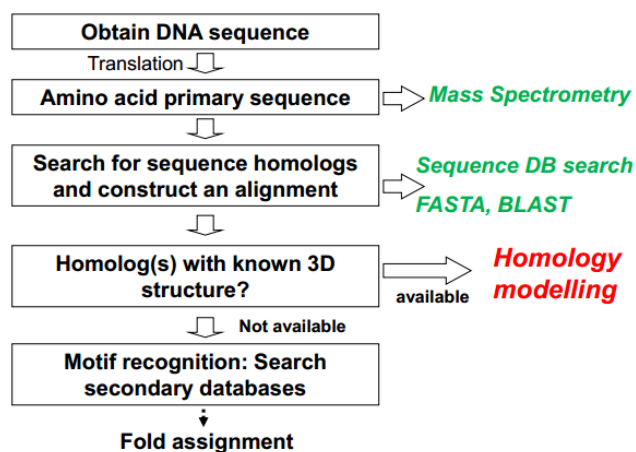 Obtain DNA sequence
Translation
Amino acid primary sequence
Mass Spectrometry
Search for sequence homologs
and construct an alignment
Sequence DB search
FASTA, BLAST
Homolog(s) with known 3D
structure?
available
Homology
modelling
Not available
Motif recognition: Search
secondary databases
Fold assignment